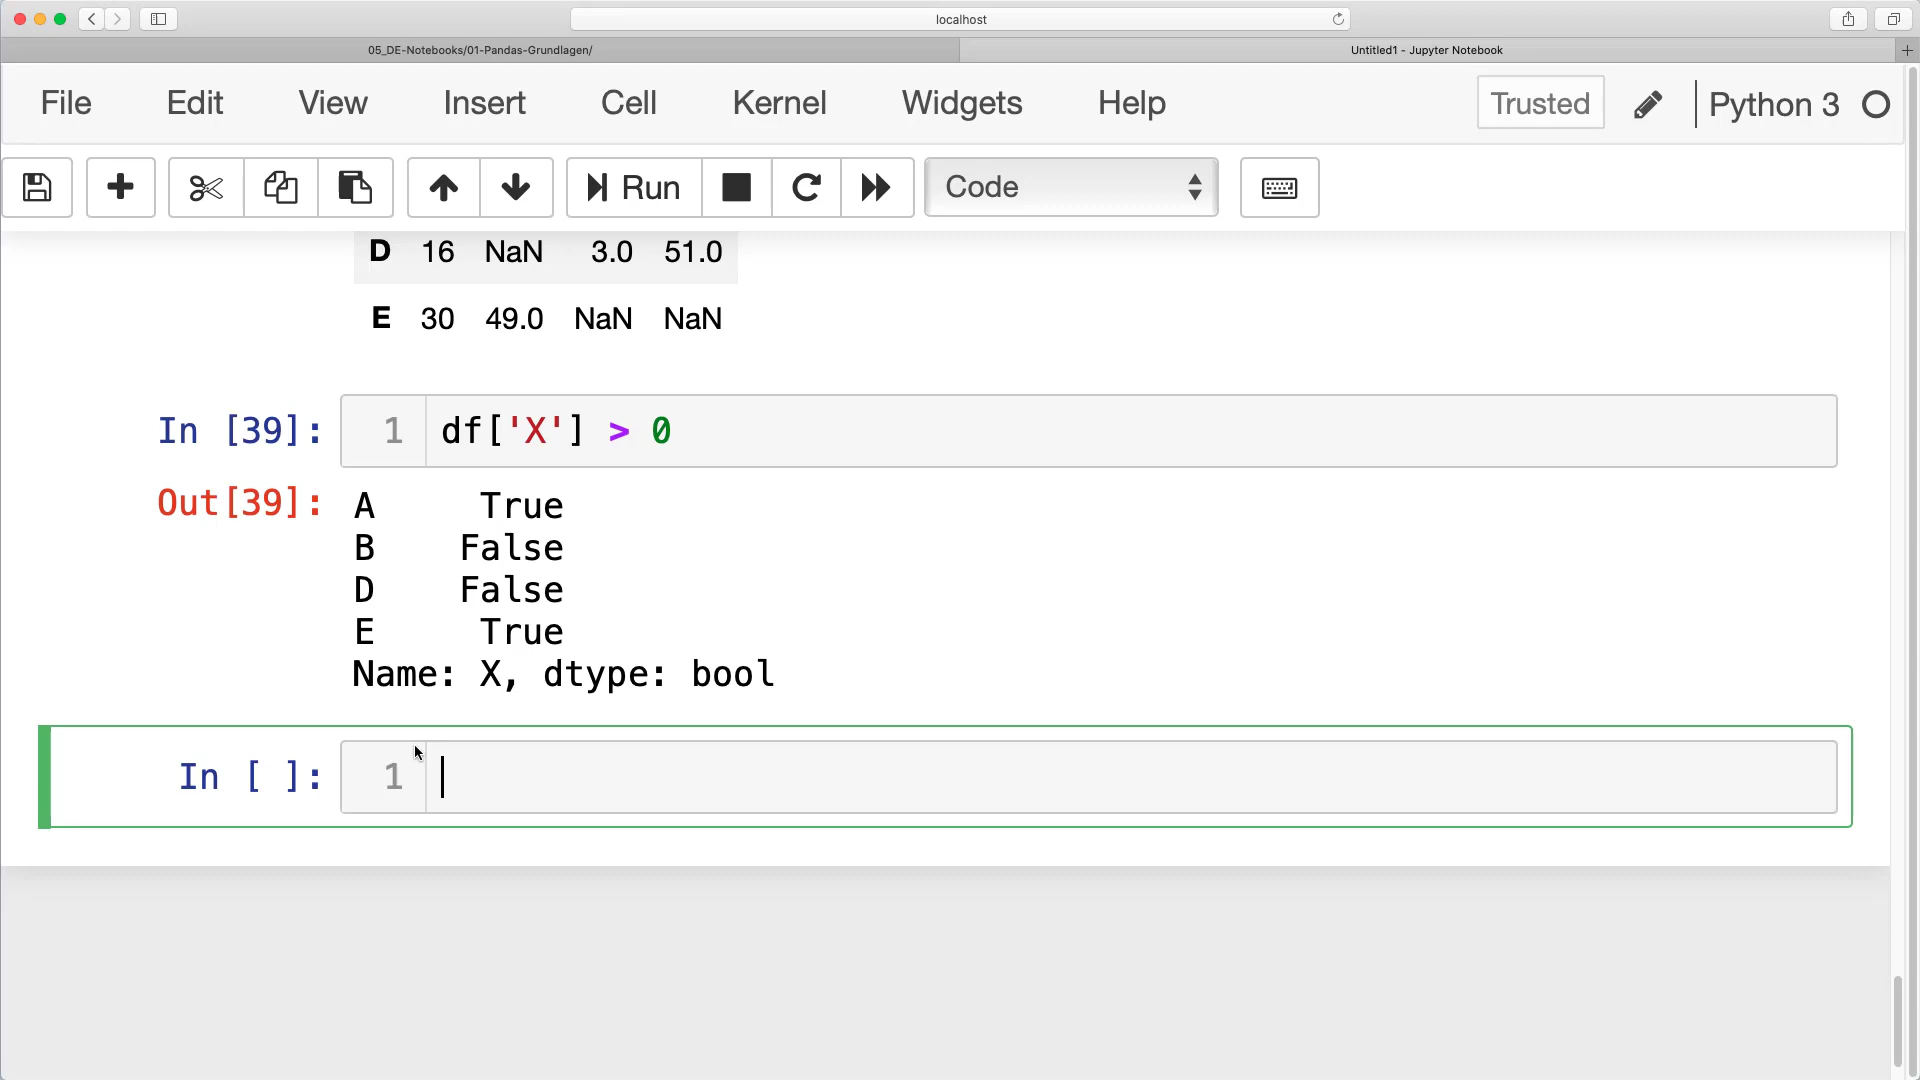 localhost
05_DE-Notebooks/01-Pandas-Grundlagen/
Untitled1 - Jupyter Notebook
File Edit View Insert Cell Kernel Widgets Help Trusted Python 3
Run Code
D 16 NaN 3.0 51.0
E 30 49.0 NaN NaN
In [39]: 1 df['X'] > 0
Out[39]: A True
B False
D False
E True
Name: X, dtype: bool
In [ ]: 1